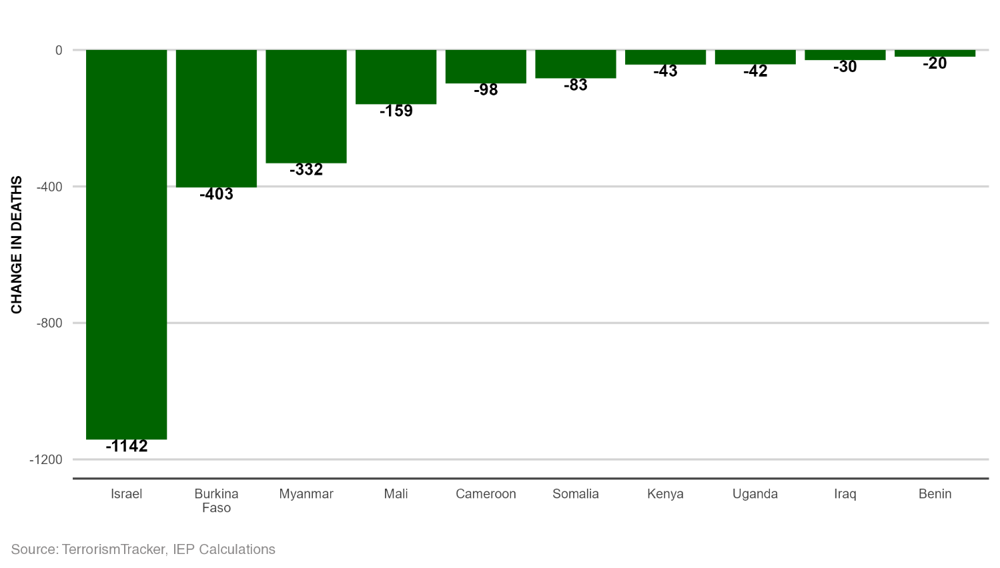 0
-400
-800
-1200
CHANGE IN DEATHS
-1142
-403
-332
-159
-98
-83
-43
-42
-30
-20
Israel
Burkina
Faso
Myanmar
Mali
Cameroon
Somalia
Kenya
Uganda
Iraq
Benin
Source: TerrorismTracker, IEP Calculations